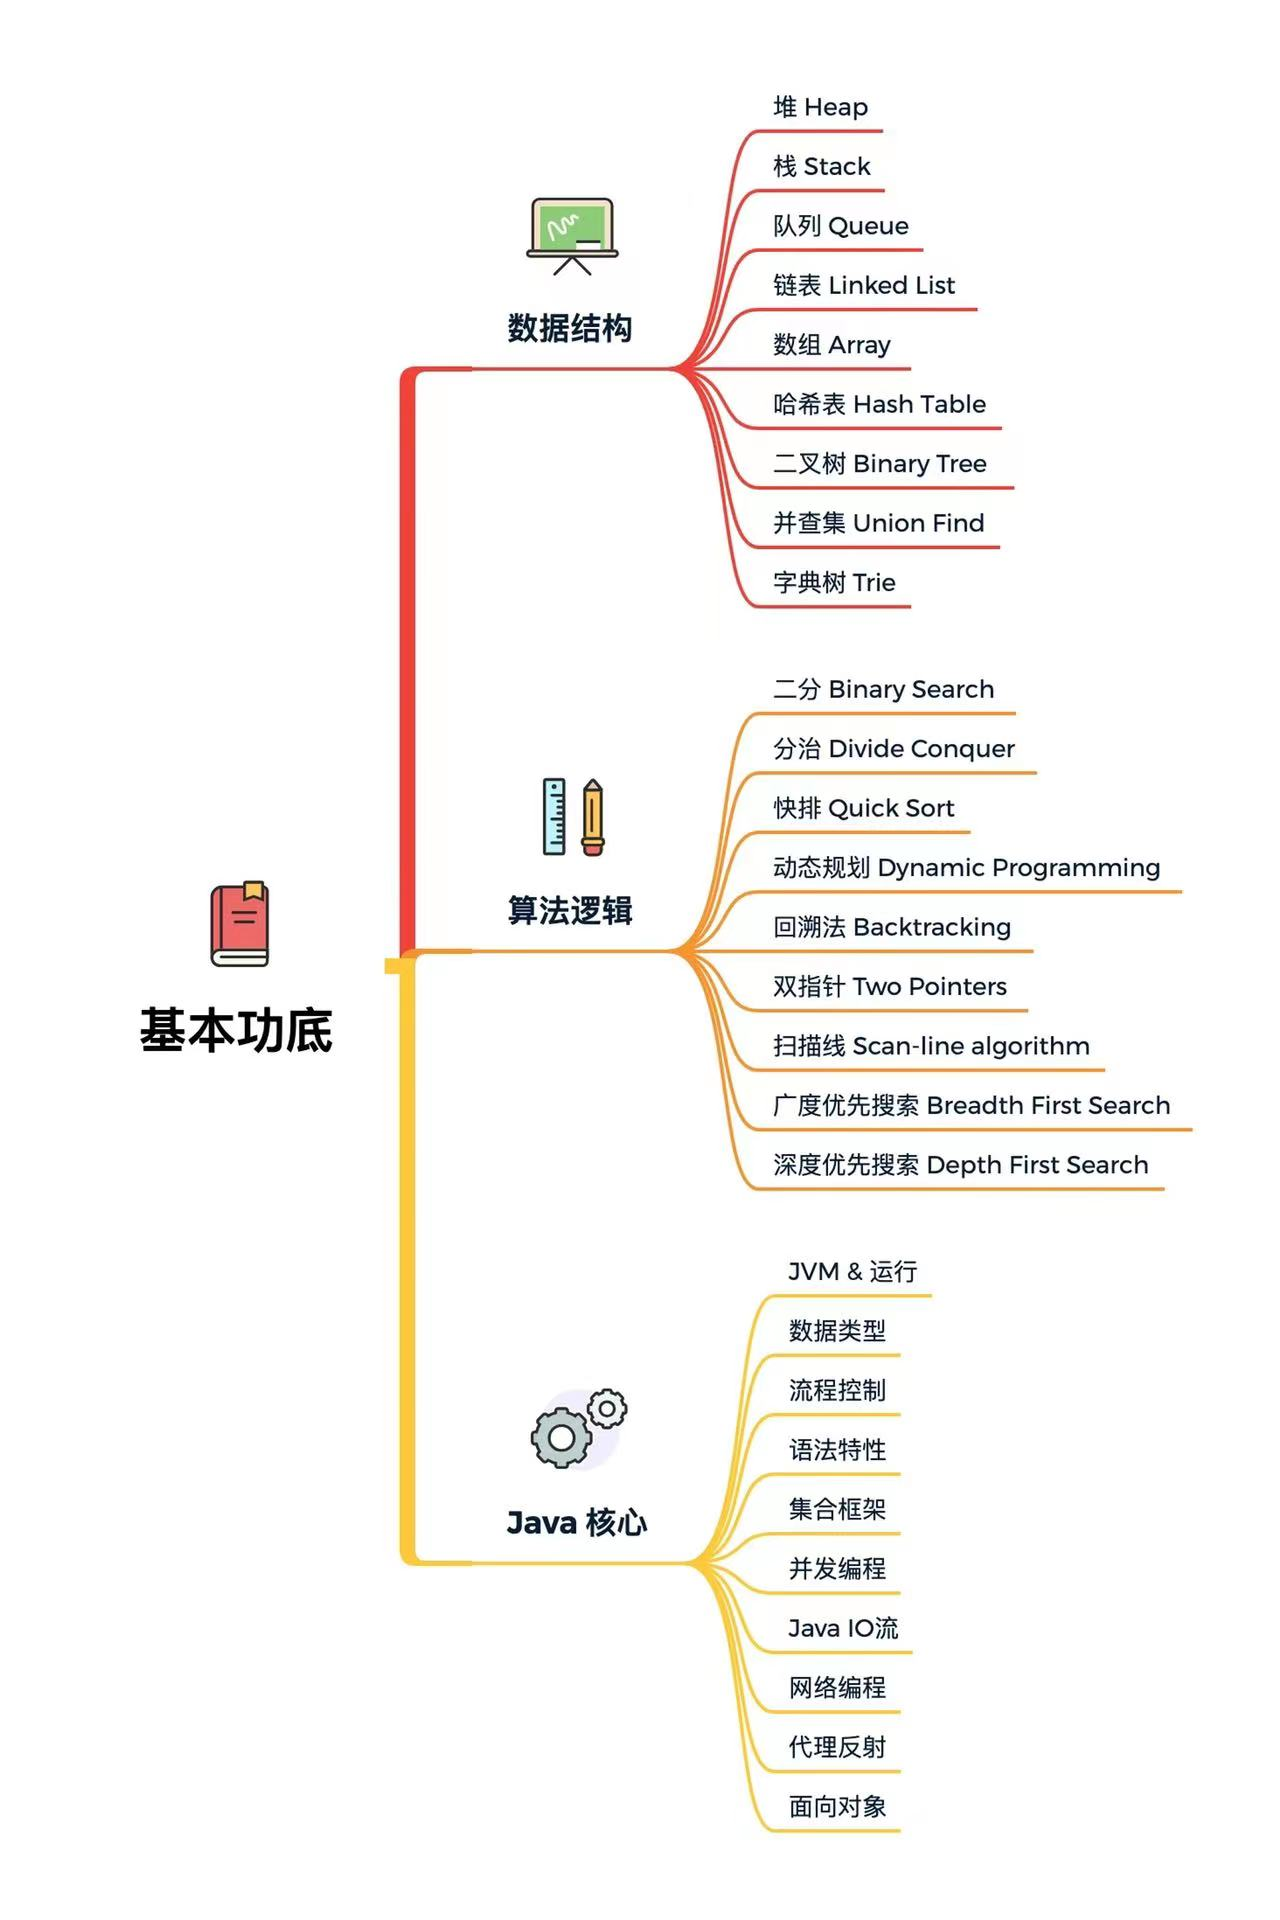 基本功底
数据结构
堆 Heap
栈 Stack
队列 Queue
链表 Linked List
数组 Array
哈希表 Hash Table
二叉树 Binary Tree
并查集 Union Find
字典树 Trie
算法逻辑
二分 Binary Search
分治 Divide Conquer
快排 Quick Sort
动态规划 Dynamic Programming
回溯法 Backtracking
双指针 Two Pointers
扫描线 Scan-line algorithm
广度优先搜索 Breadth First Search
深度优先搜索 Depth First Search
Java 核心
JVM & 运行
数据类型
流程控制
语法特性
集合框架
并发编程
Java IO流
网络编程
代理反射
面向对象